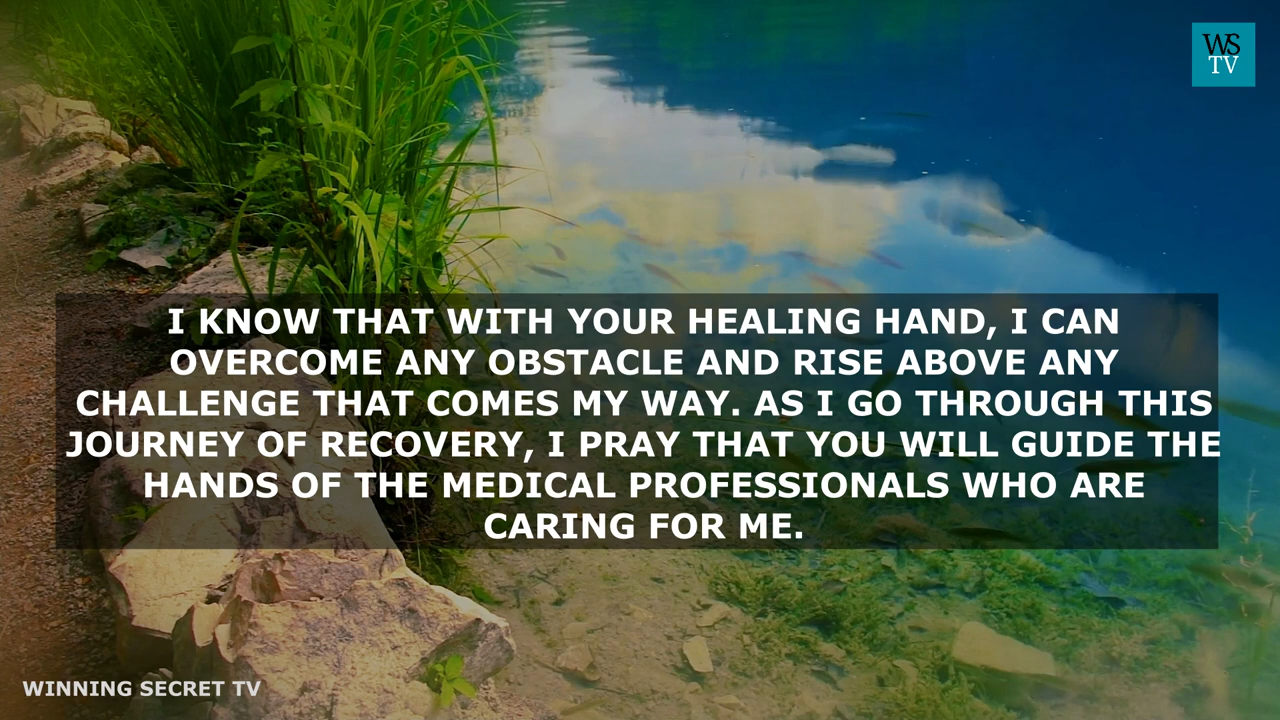 WS
TV
I KNOW THAT WITH YOUR HEALING HAND, I CAN
OVERCOME ANY OBSTACLE AND RISE ABOVE ANY
CHALLENGE THAT COMES MY WAY. AS I GO THROUGH THIS
JOURNEY OF RECOVERY, I PRAY THAT YOU WILL GUIDE THE
HANDS OF THE MEDICAL PROFESSIONALS WHO ARE
CARING FOR ME.
WINNING SECRET TV